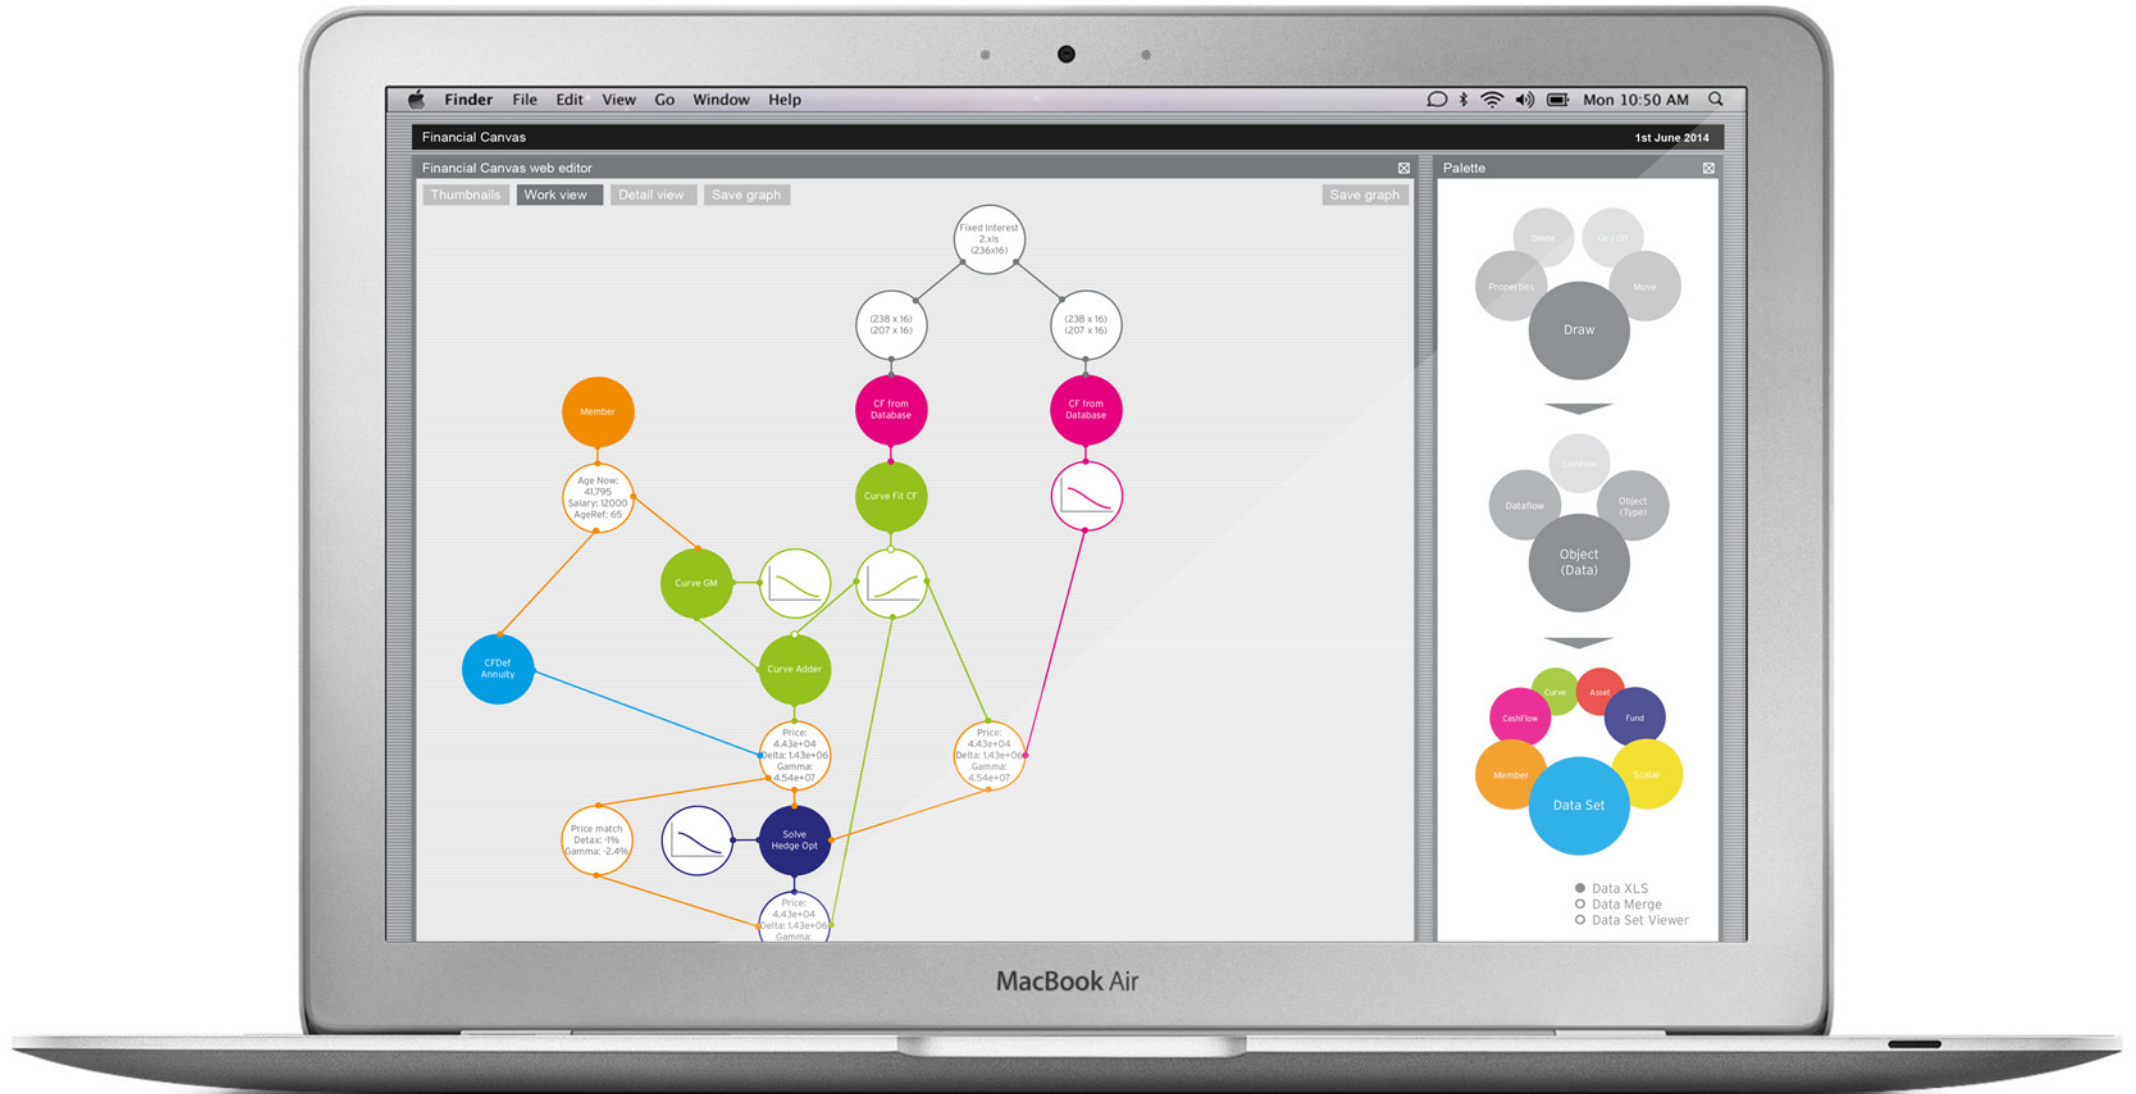 Finder File Edit View Go Window Help
Mon 10:50 AM
Financial Canvas
1st June 2014
Financial Canvas web editor
Palette
Thumbnails
Work view
Detail view
Save graph
Save graph
Fixed Interest
2.xls
(236x16)
(238 x 16)
(207 x 16)
(238 x 16)
(207 x 16)
Member
CF from
Database
CF from
Database
Age Now:
41.795
Salary: 12000
AgeRef: 65
Curve Fit CF
Curve GM
CFDef
Annuity
Curve Adder
Price:
4.43e+04
Delta: 1.43e+06
Gamma:
4.54e+07
Price:
4.43e+04
Delta: 1.43e+06
Gamma:
4.54e+07
Price match
Detax: -1%
Gamma: -2.4%
Solve
Hedge Opt
Price:
4.43e+04
Delta: 1.43e+06
Gamma:
Delete
On / Off
Properties
Move
Draw
CashFlow
Dataflow
Object
(Type)
Object
(Data)
Curve
Asset
CashFlow
Fund
Member
Scalar
Data Set
Data XLS
Data Merge
Data Set Viewer
MacBook Air